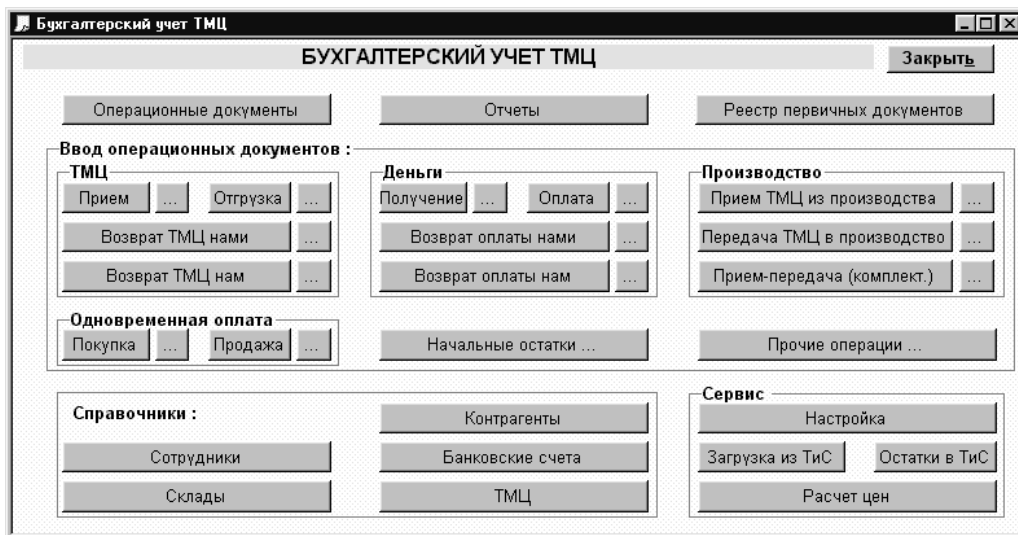 Бухгалтерский учет ТМЦ
БУХГАЛТЕРСКИЙ УЧЕТ ТМЦ
Закрыть
Операционные документы
Отчеты
Реестр первичных документов
Ввод операционных документов :
ТМЦ
Прием ... Отгрузка ...
Возврат ТМЦ нами ...
Возврат ТМЦ нам ...
Деньги
Получение ... Оплата ...
Возврат оплаты нами ...
Возврат оплаты нам ...
Производство
Прием ТМЦ из производства ...
Передача ТМЦ в производство ...
Прием-передача (комплект.) ...
Одновременная оплата
Покупка ... Продажа ...
Начальные остатки ...
Прочие операции ...
Справочники :
Контрагенты
Сотрудники
Банковские счета
Склады
ТМЦ
Сервис
Настройка
Загрузка из ТиС
Остатки в ТиС
Расчет цен